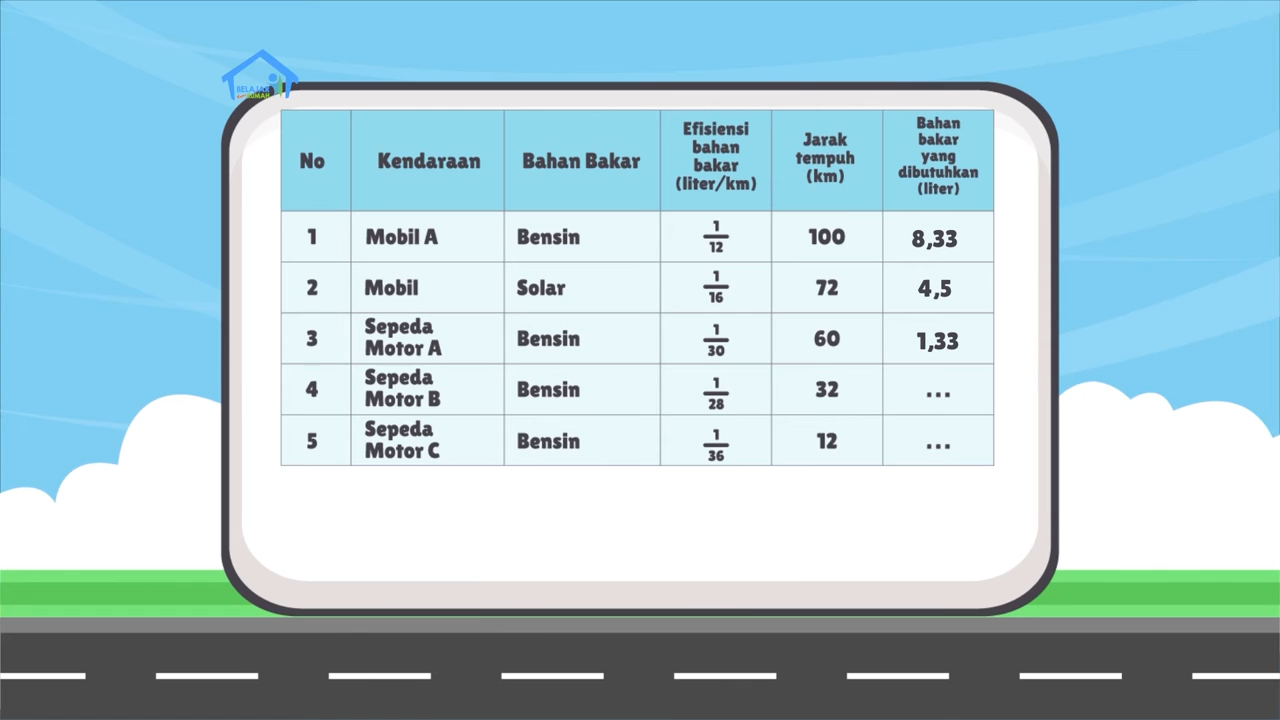 BELAJAR
RUMAH
No
Kendaraan
Bahan Bakar
Efisiensi
bahan
bakar
(liter/km)
Jarak
tempuh
(km)
Bahan
bakar
yang
dibutuhkan
(liter)
1
Mobil A
Bensin
1/12
100
8,33
2
Mobil
Solar
1/16
72
4,5
3
Sepeda
Motor A
Bensin
1/30
60
1,33
4
Sepeda
Motor B
Bensin
1/28
32
...
5
Sepeda
Motor C
Bensin
1/36
12
...